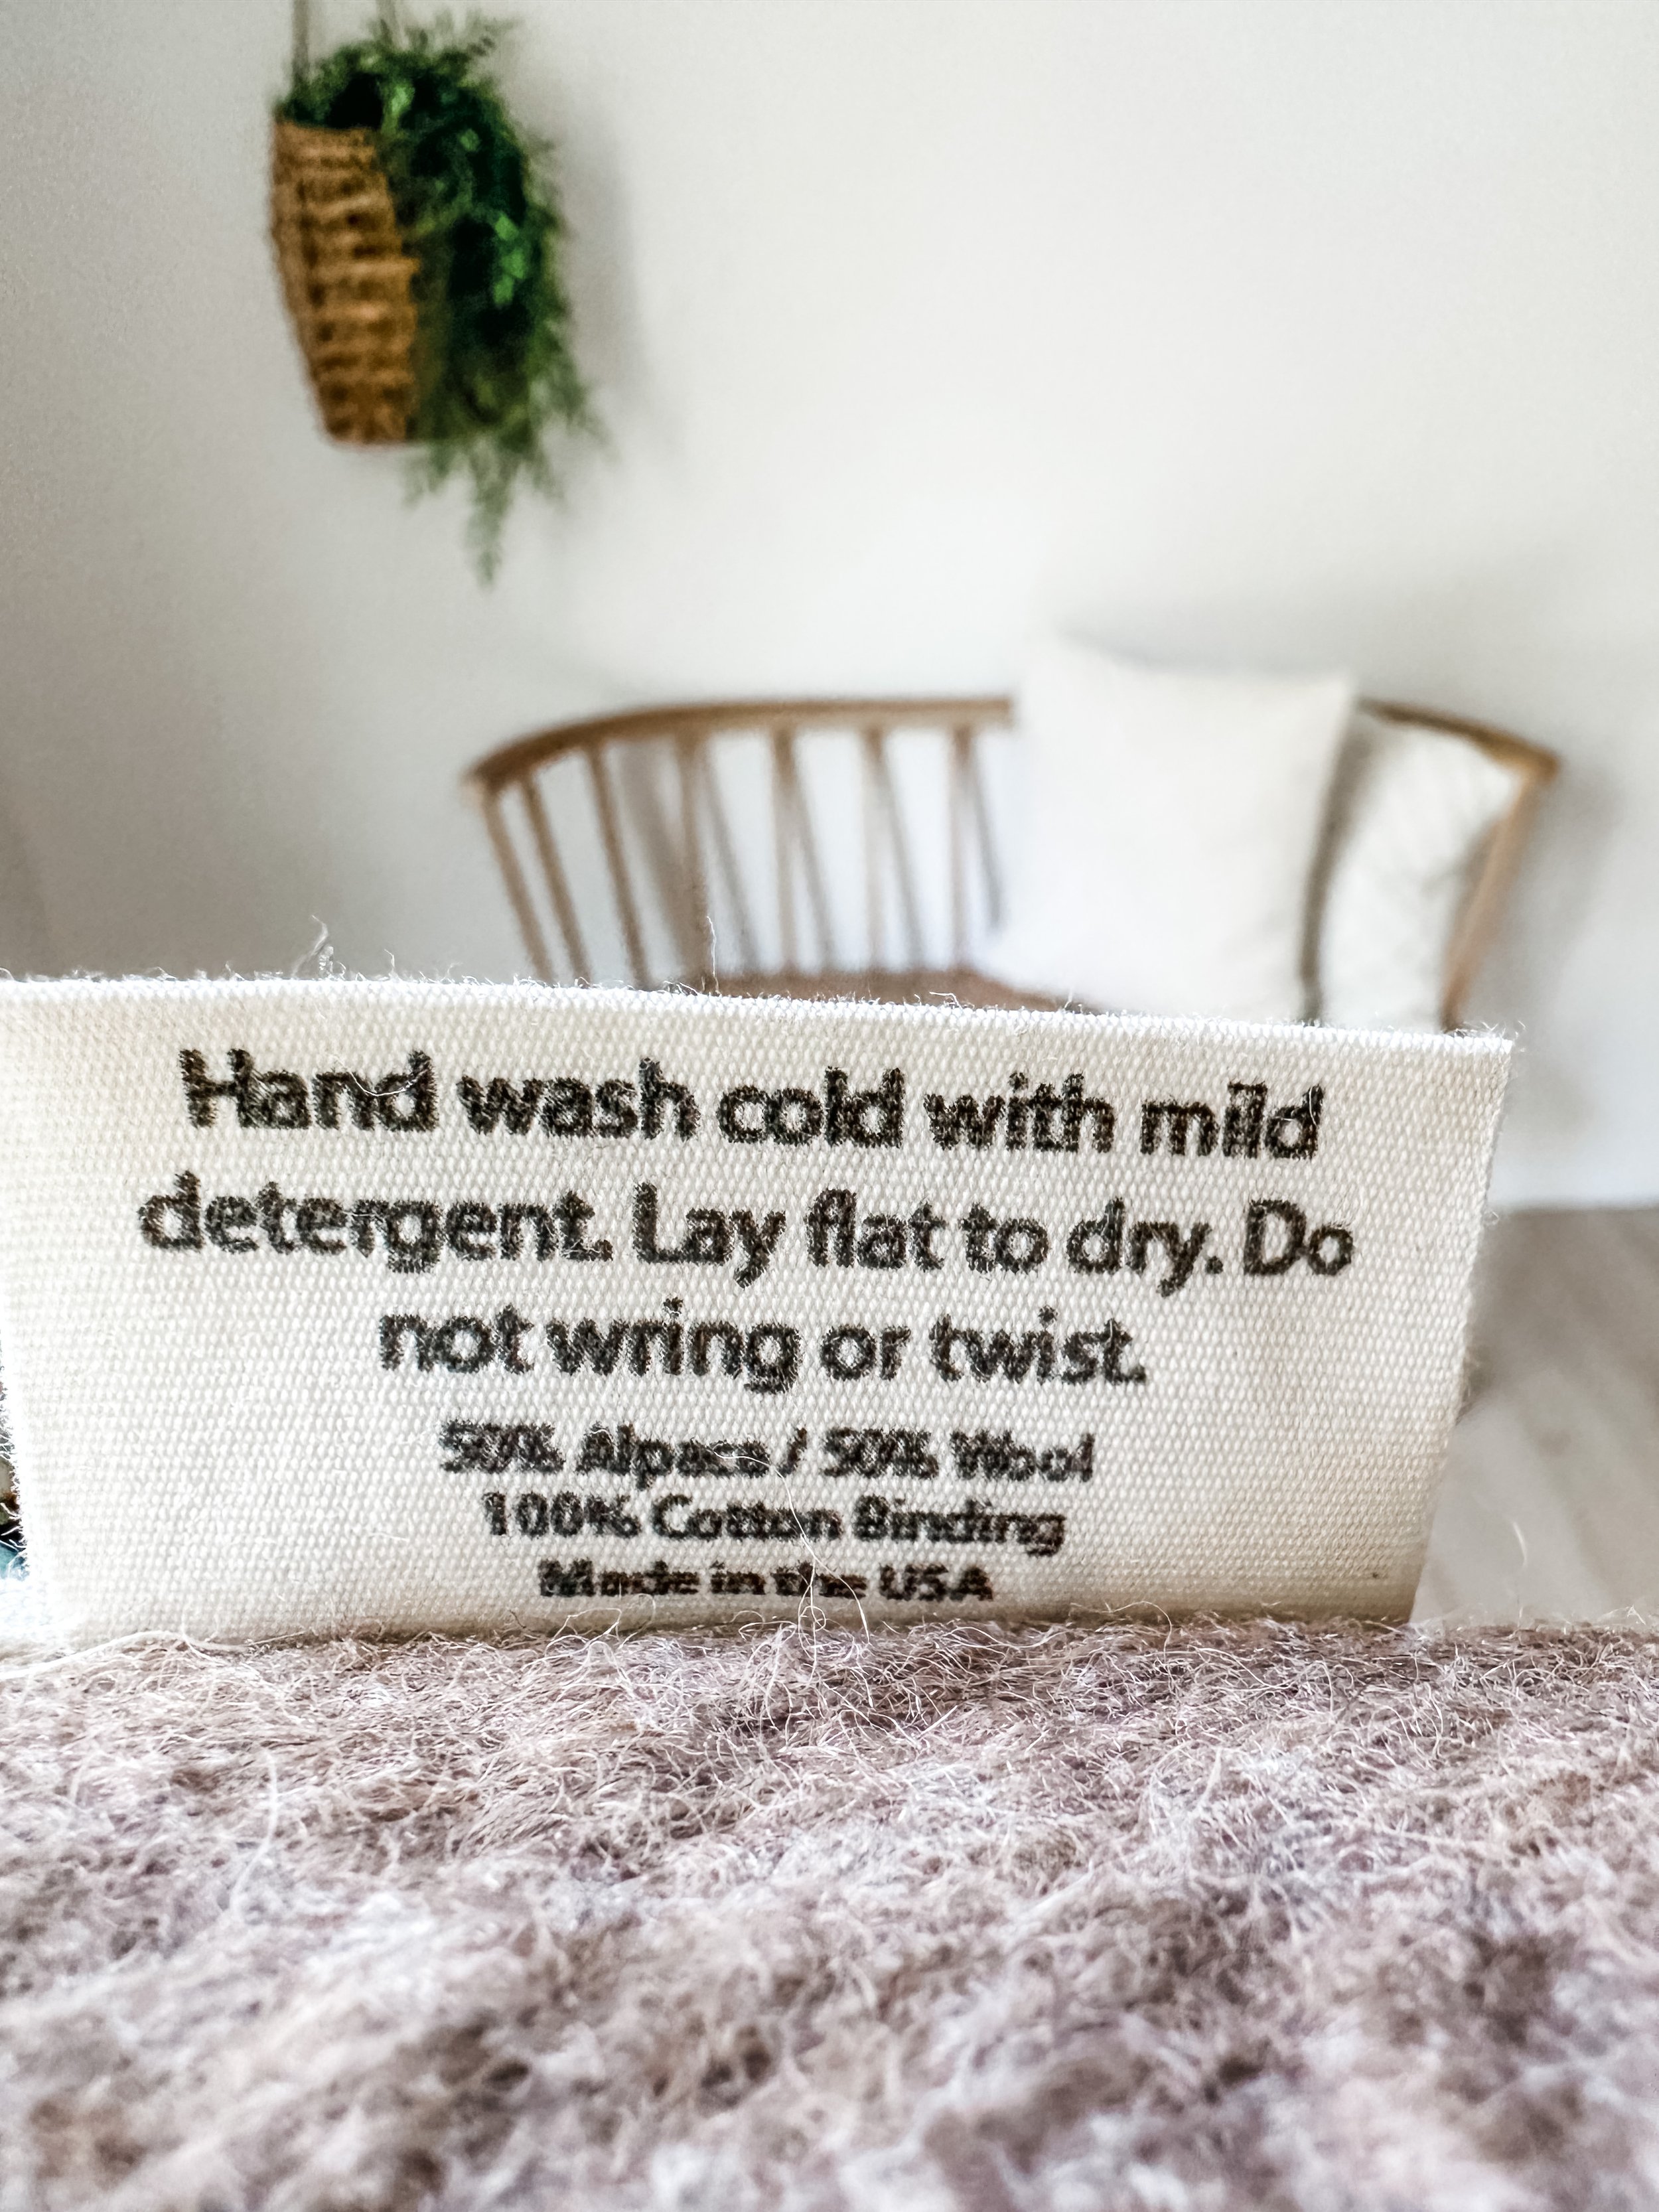 Hand wash cold with mild
detergent. Lay flat to dry. Do
not wring or twist.
50% Alpaca / 50% Wool
100% Cotton Binding
Made in the USA